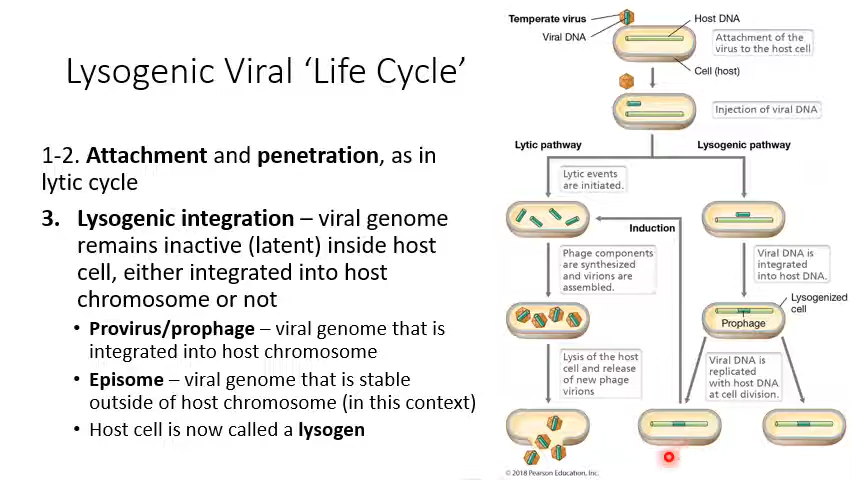 Lysogenic Viral ‘Life Cycle’
1-2. Attachment and penetration, as in
lytic cycle
3. Lysogenic integration – viral genome
remains inactive (latent) inside host
cell, either integrated into host
chromosome or not
• Provirus/prophage – viral genome that is
integrated into host chromosome
• Episome – viral genome that is stable
outside of host chromosome (in this context)
• Host cell is now called a lysogen
Temperate virus
Viral DNA
Host DNA
Attachment of the
virus to the host cell
Cell (host)
Injection of viral DNA
Lytic pathway
Lysogenic pathway
Lytic events
are initiated.
Induction
Phage components
are synthesized
and virions are
assembled.
Viral DNA is
integrated
into host DNA.
Lysogenized
cell
Prophage
Lysis of the host
cell and release
of new phage
virions
Viral DNA is
replicated
with host DNA
at cell division.
© 2018 Pearson Education, Inc.